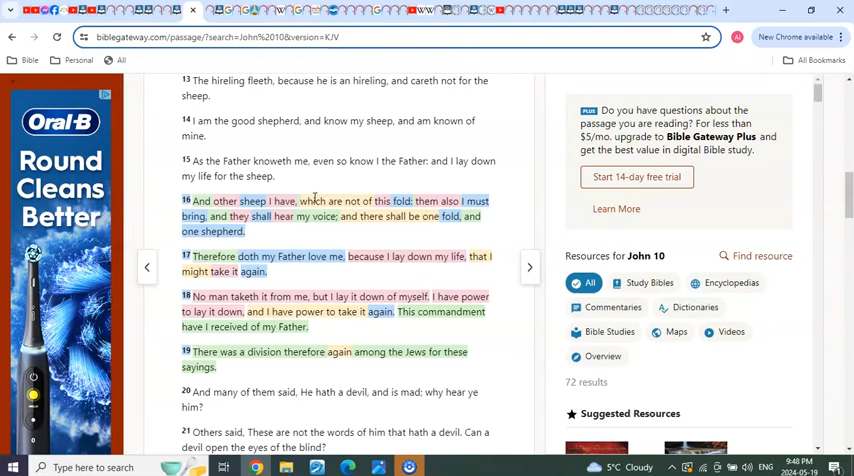 biblegateway.com/passage/?search=John%2010&version=KJV
New Chrome available
Bible
Personal
All
All Bookmarks
Oral-B
Round
Cleans
Better
13 The hireling fleeth, because he is an hireling, and careth not for the
sheep.
14 I am the good shepherd, and know my sheep, and am known of
mine.
15 As the Father knoweth me, even so know I the Father: and I lay down
my life for the sheep.
16 And other sheep I have, which are not of this fold: them also I must
bring, and they shall hear my voice; and there shall be one fold, and
one shepherd.
17 Therefore doth my Father love me, because I lay down my life, that I
might take it again.
18 No man taketh it from me, but I lay it down of myself. I have power
to lay it down, and I have power to take it again. This commandment
have I received of my Father.
19 There was a division therefore again among the Jews for these
sayings.
20 And many of them said, He hath a devil, and is mad; why hear ye
him?
21 Others said, These are not the words of him that hath a devil. Can a
devil open the eyes of the blind?
PLUS Do you have questions about the
passage you are reading? For less than
$5/mo. upgrade to Bible Gateway Plus and
get the best value in digital Bible study.
Start 14-day free trial
Learn More
Resources for John 10
Find resource
All
Study Bibles
Encyclopedias
Commentaries
Dictionaries
Bible Studies
Maps
Videos
Overview
72 results
Suggested Resources
Type here to search
5°C Cloudy
ENG
9:48 PM
2024-05-19